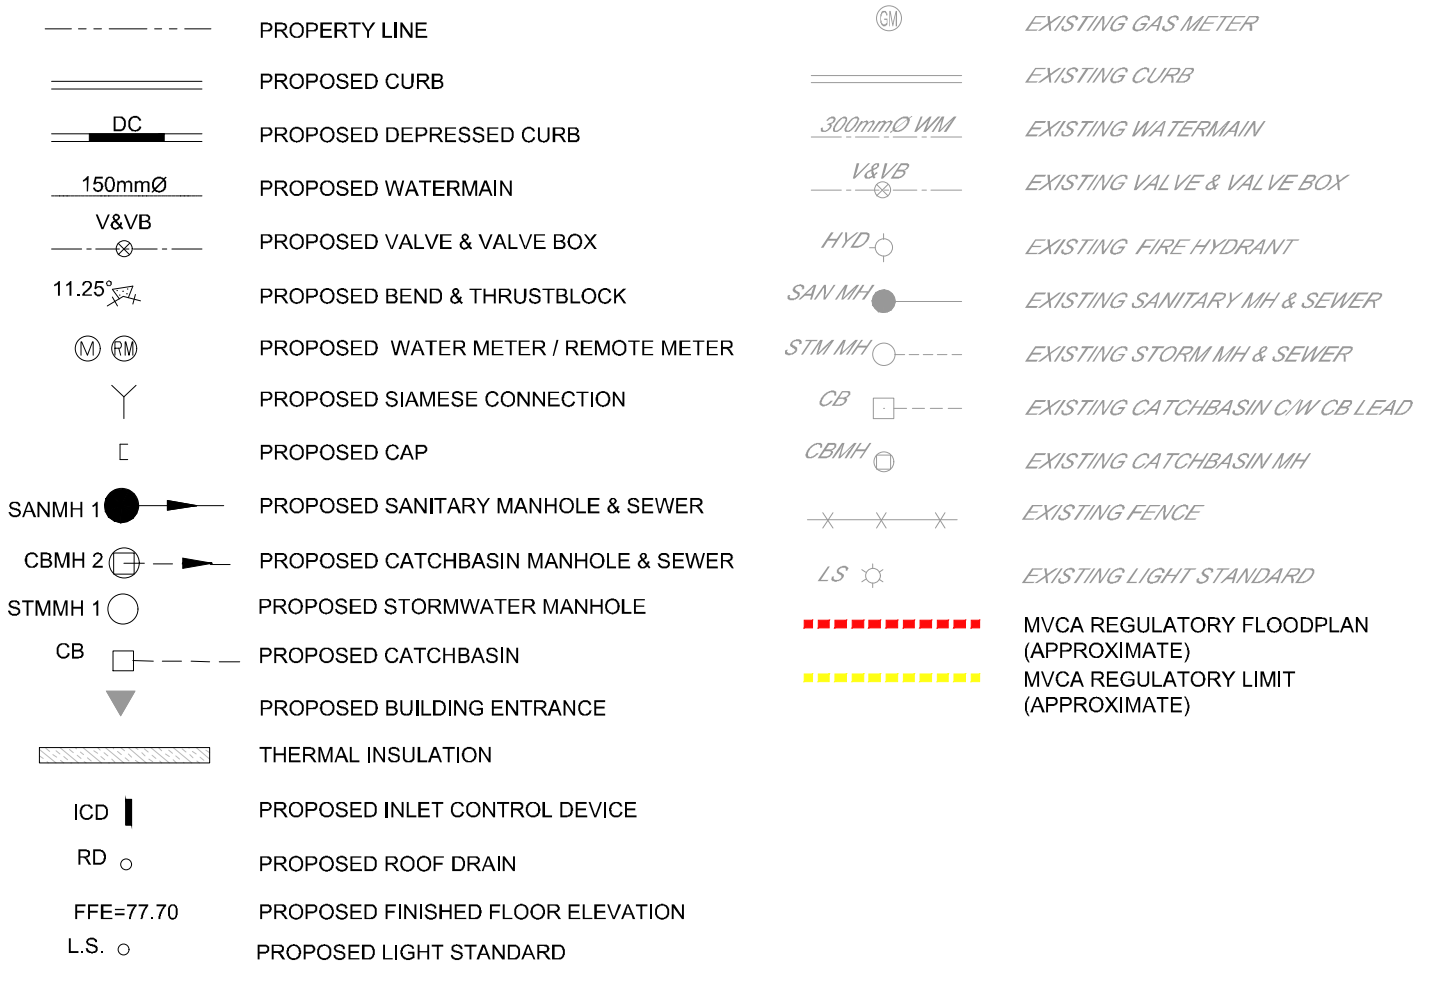 PROPERTY LINE
PROPOSED CURB
DC PROPOSED DEPRESSED CURB
150mmØ PROPOSED WATERMAIN
V&VB PROPOSED VALVE & VALVE BOX
11.25° PROPOSED BEND & THRUSTBLOCK
M RM PROPOSED WATER METER / REMOTE METER
PROPOSED SIAMESE CONNECTION
PROPOSED CAP
SANMH 1 PROPOSED SANITARY MANHOLE & SEWER
CBMH 2 PROPOSED CATCHBASIN MANHOLE & SEWER
STMMH 1 PROPOSED STORMWATER MANHOLE
CB PROPOSED CATCHBASIN
PROPOSED BUILDING ENTRANCE
THERMAL INSULATION
ICD PROPOSED INLET CONTROL DEVICE
RD PROPOSED ROOF DRAIN
FFE=77.70 PROPOSED FINISHED FLOOR ELEVATION
L.S. PROPOSED LIGHT STANDARD
GM EXISTING GAS METER
EXISTING CURB
300mmØ WM EXISTING WATERMAIN
V&VB EXISTING VALVE & VALVE BOX
HYD EXISTING FIRE HYDRANT
SAN MH EXISTING SANITARY MH & SEWER
STM MH EXISTING STORM MH & SEWER
CB EXISTING CATCHBASIN C/W CB LEAD
CBMH EXISTING CATCHBASIN MH
EXISTING FENCE
LS EXISTING LIGHT STANDARD
MVCA REGULATORY FLOODPLAN
(APPROXIMATE)
MVCA REGULATORY LIMIT
(APPROXIMATE)